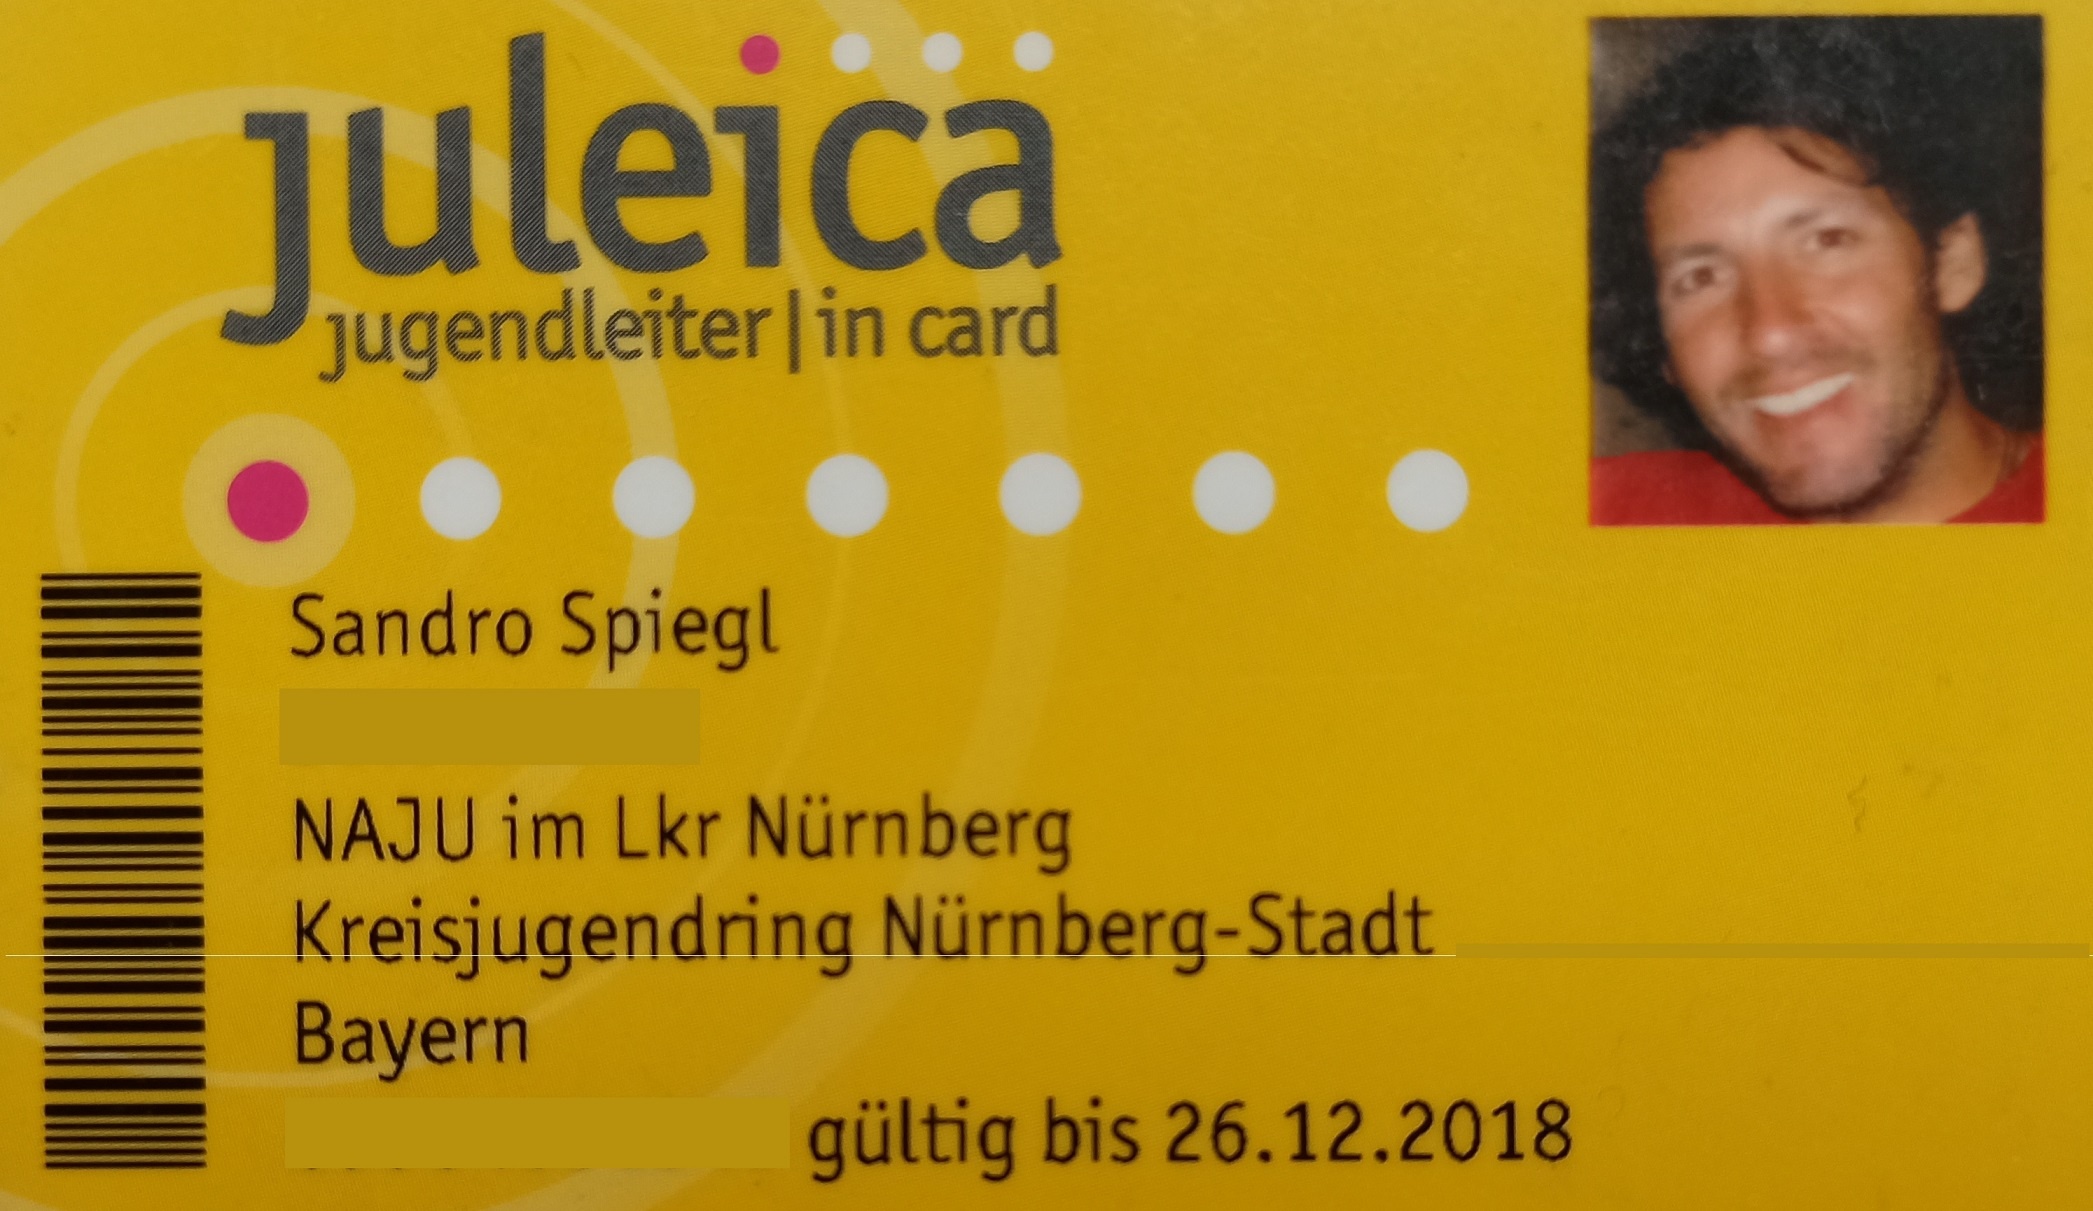 juleica
jugendleiter|in card
Sandro Spiegl
NAJU im Lkr Nürnberg
Kreisjugendring Nürnberg-Stadt
Bayern
gültig bis 26.12.2018